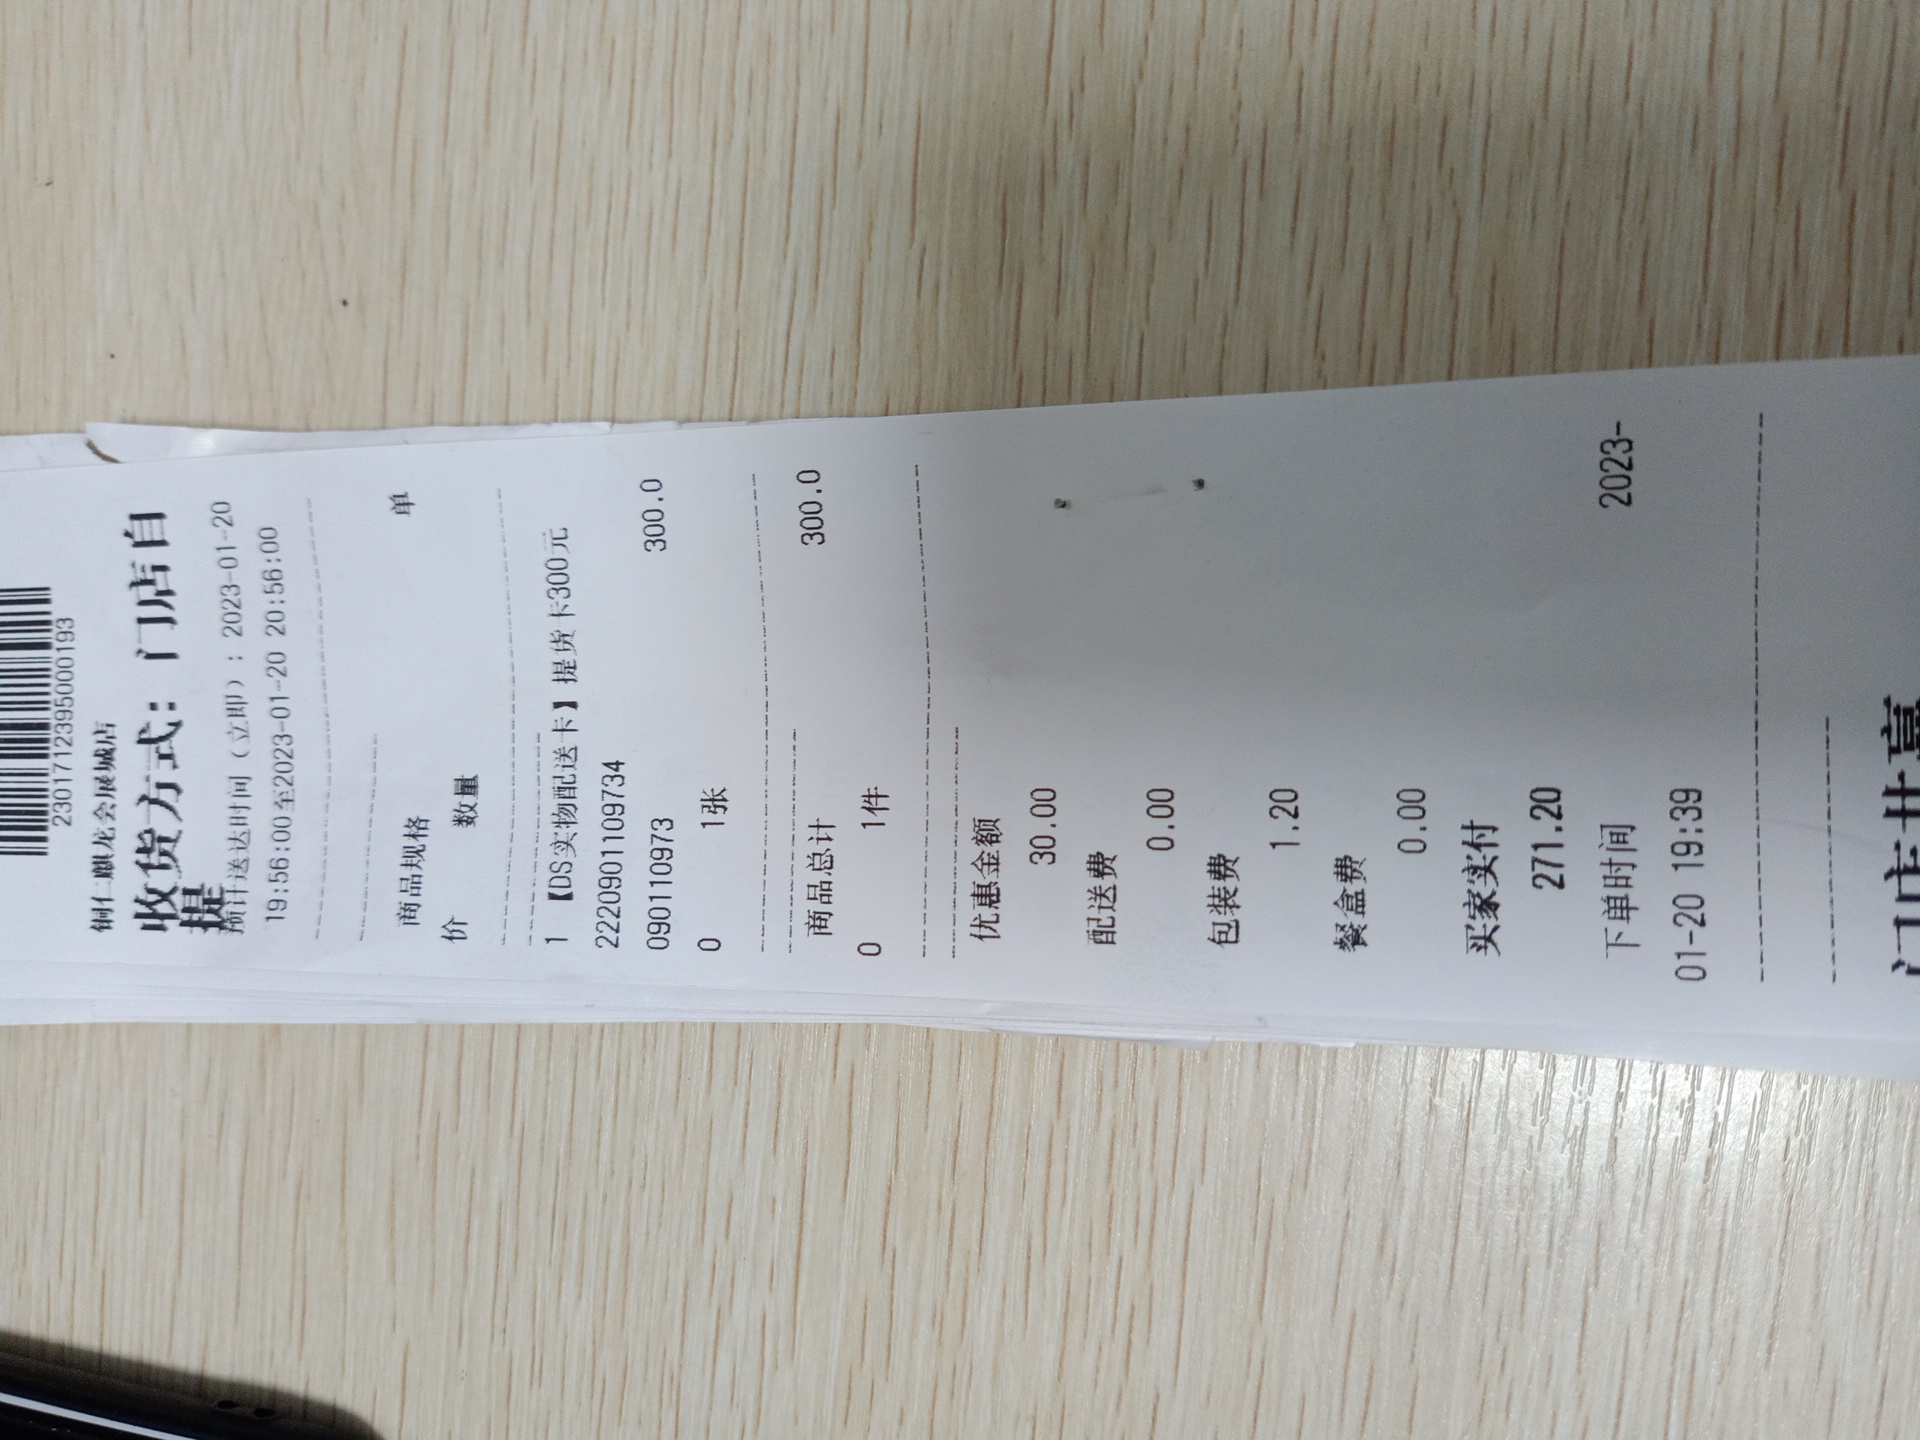 2301712395000193
铜仁麒龙会展城店
收货方式：门店自
提
预计送达时间（立即）：2023-01-20
19:56:00至2023-01-20 20:56:00
商品规格 单
价 数量
1 【DS实物配送卡】提货卡300元
2220901109734
0901110973 300.0
0 1张
商品总计 300.0
0 1件
优惠金额
30.00
配送费
0.00
包装费
1.20
餐盒费
0.00
买家实付
271.20
下单时间 2023-
01-20 19:39